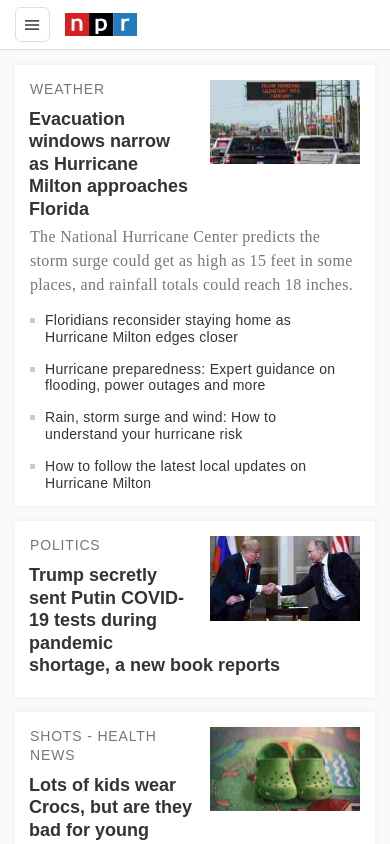 npr
WEATHER
Evacuation
windows narrow
as Hurricane
Milton approaches
Florida
The National Hurricane Center predicts the
storm surge could get as high as 15 feet in some
places, and rainfall totals could reach 18 inches.
Floridians reconsider staying home as
Hurricane Milton edges closer
Hurricane preparedness: Expert guidance on
flooding, power outages and more
Rain, storm surge and wind: How to
understand your hurricane risk
How to follow the latest local updates on
Hurricane Milton
POLITICS
Trump secretly
sent Putin COVID-
19 tests during
pandemic
shortage, a new book reports
SHOTS - HEALTH
NEWS
Lots of kids wear
Crocs, but are they
bad for young